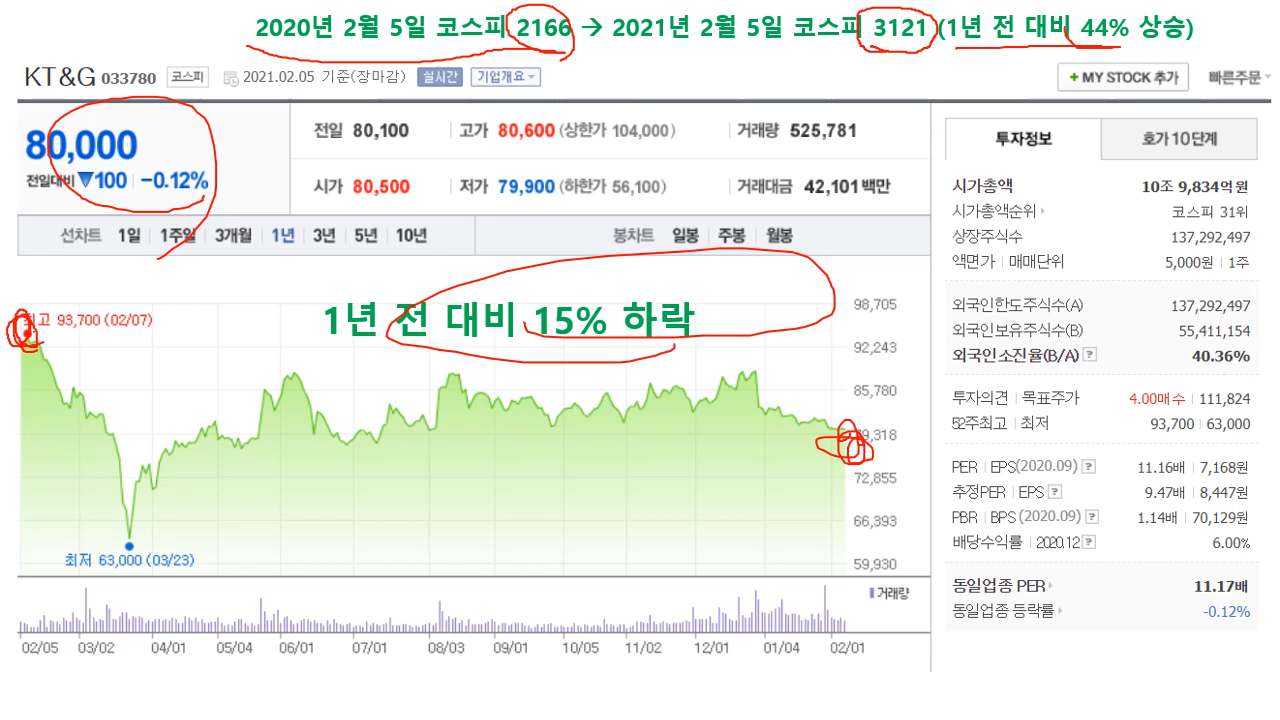 2020년 2월 5일 코스피 2166 → 2021년 2월 5일 코스피 3121 (1년 전 대비 44% 상승)
KT&G 033780 코스피 2021.02.05 기준(장마감) 실시간 기업개요
+ MY STOCK 추가 빠른주문
80,000
전일대비 ▼100 -0.12%
전일 80,100 고가 80,600 (상한가 104,000) 거래량 525,781
시가 80,500 저가 79,900 (하한가 56,100) 거래대금 42,101 백만
선차트 1일 1주일 3개월 1년 3년 5년 10년 봉차트 일봉 주봉 월봉
1년 전 대비 15% 하락
최고 93,700 (02/07)
최저 63,000 (03/23)
98,705
92,243
85,780
79,318
72,855
66,393
59,930
거래량
02/05 03/02 04/01 05/04 06/01 07/01 08/03 09/01 10/05 11/02 12/01 01/04 02/01
투자정보 호가 10단계
시가총액 10조 9,834억원
시가총액순위 코스피 31위
상장주식수 137,292,497
액면가 매매단위 5,000원 1주
외국인한도주식수(A) 137,292,497
외국인보유주식수(B) 55,411,154
외국인소진율(B/A) ? 40.36%
투자의견 목표주가 4.00매수 111,824
52주최고 최저 93,700 63,000
PER EPS(2020.09) ? 11.16배 7,168원
추정PER EPS ? 9.47배 8,447원
PBR BPS (2020.09) ? 1.14배 70,129원
배당수익률 2020.12 ? 6.00%
동일업종 PER 11.17배
동일업종 등락률 -0.12%